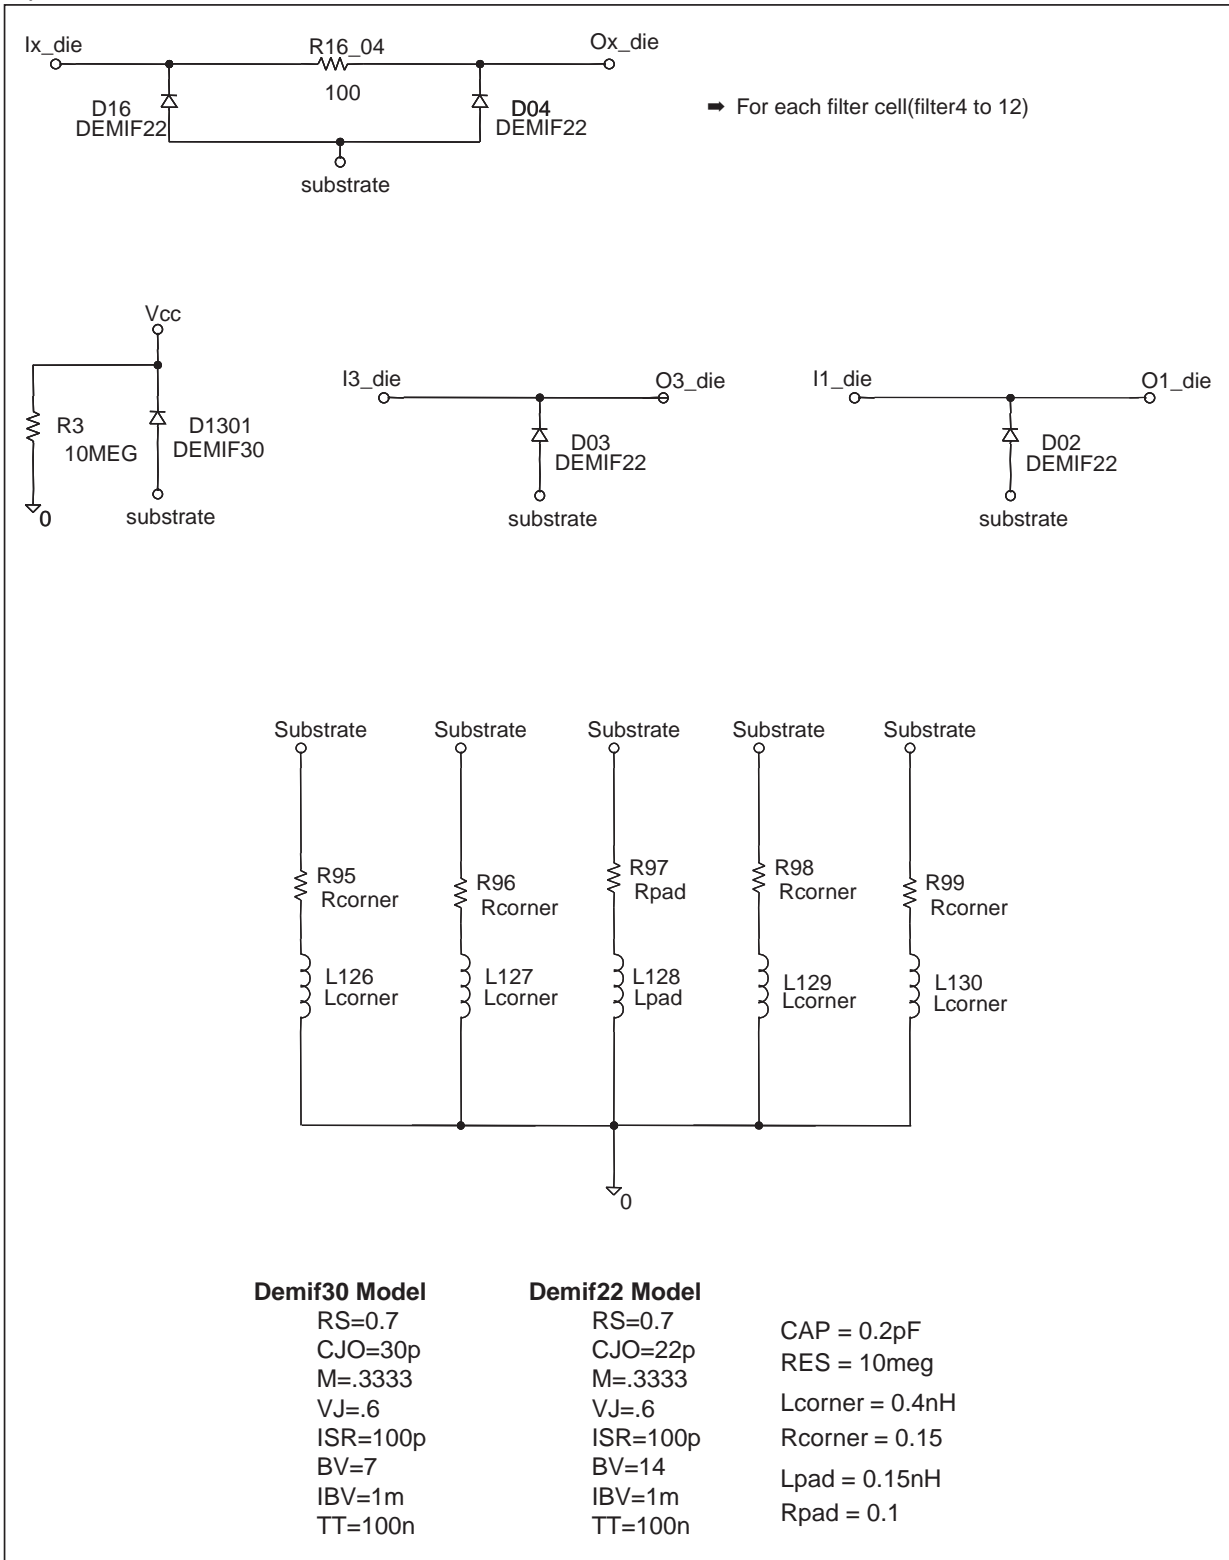 Ix_die
R16_04
Ox_die
100
D16
DEMIF22
D04
DEMIF22
➡ For each filter cell(filter4 to 12)
substrate
Vcc
R3
10MEG
D1301
DEMIF30
0
substrate
I3_die
O3_die
D03
DEMIF22
substrate
I1_die
O1_die
D02
DEMIF22
substrate
Substrate
Substrate
Substrate
Substrate
Substrate
R95
Rcorner
R96
Rcorner
R97
Rpad
R98
Rcorner
R99
Rcorner
L126
Lcorner
L127
Lcorner
L128
Lpad
L129
Lcorner
L130
Lcorner
0
Demif30 Model
RS=0.7
CJO=30p
M=.3333
VJ=.6
ISR=100p
BV=7
IBV=1m
TT=100n
Demif22 Model
RS=0.7
CJO=22p
M=.3333
VJ=.6
ISR=100p
BV=14
IBV=1m
TT=100n
CAP = 0.2pF
RES = 10meg
Lcorner = 0.4nH
Rcorner = 0.15
Lpad = 0.15nH
Rpad = 0.1